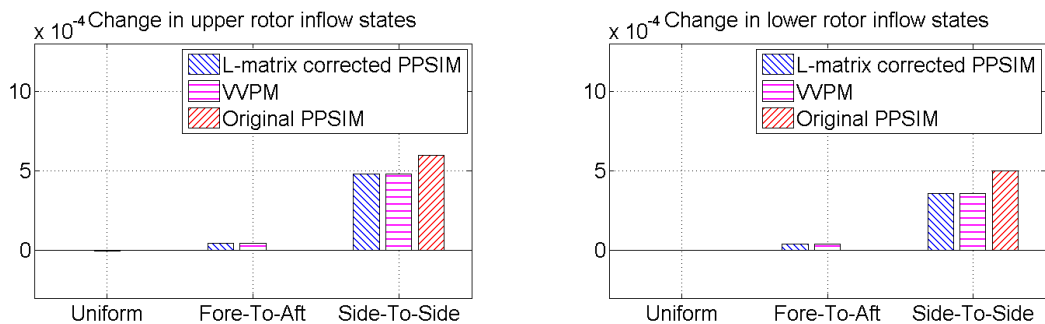 x 10^-4 Change in upper rotor inflow states
L-matrix corrected PPSIM
VVPM
Original PPSIM
10
5
0
Uniform Fore-To-Aft Side-To-Side
x 10^-4 Change in lower rotor inflow states
L-matrix corrected PPSIM
VVPM
Original PPSIM
10
5
0
Uniform Fore-To-Aft Side-To-Side